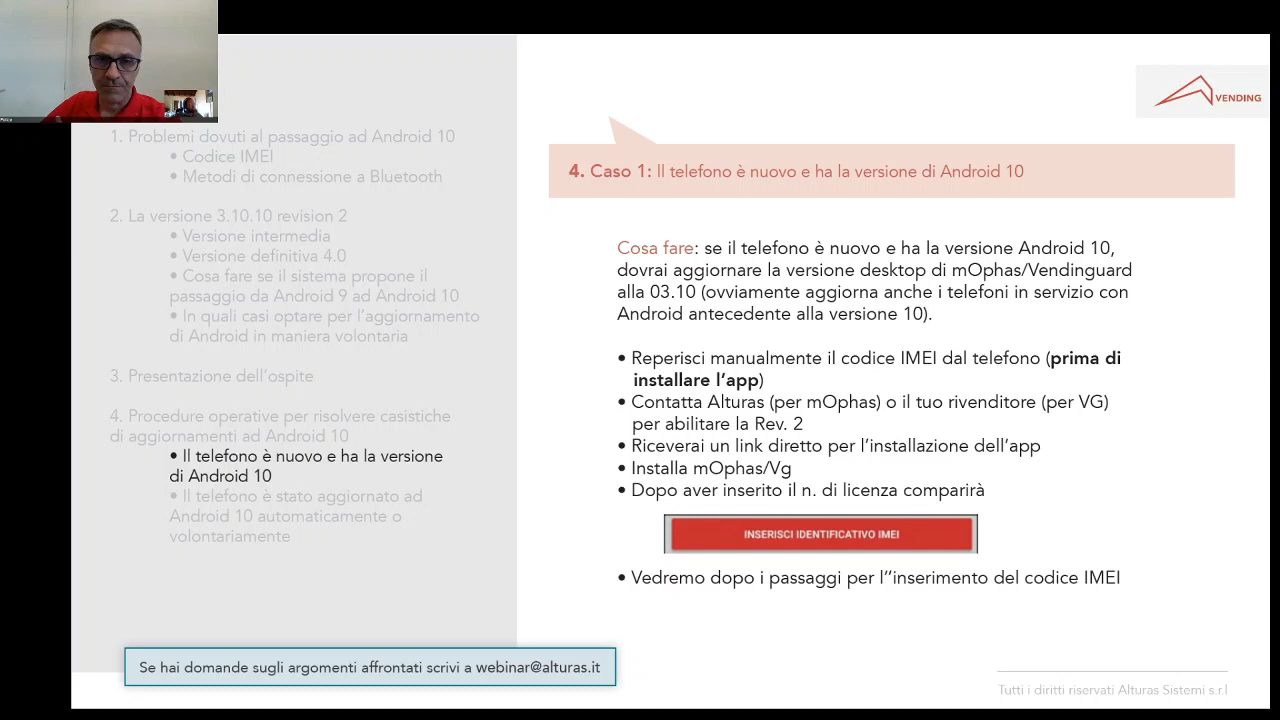 1. Problemi dovuti al passaggio ad Android 10
• Codice IMEI
• Metodi di connessione a Bluetooth
2. La versione 3.10.10 revision 2
• Versione intermedia
• Versione definitiva 4.0
• Cosa fare se il sistema propone il
passaggio da Android 9 ad Android 10
• In quali casi optare per l’aggiornamento
di Android in maniera volontaria
3. Presentazione dell’ospite
4. Procedure operative per risolvere casistiche
di aggiornamenti ad Android 10
• Il telefono è nuovo e ha la versione
di Android 10
• Il telefono è stato aggiornato ad
Android 10 automaticamente o
volontariamente
VENDING
4. Caso 1: Il telefono è nuovo e ha la versione di Android 10
Cosa fare: se il telefono è nuovo e ha la versione Android 10,
dovrai aggiornare la versione desktop di mOphas/Vendinguard
alla 03.10 (ovviamente aggiorna anche i telefoni in servizio con
Android antecedente alla versione 10).
• Reperisci manualmente il codice IMEI dal telefono (prima di
installare l’app)
• Contatta Alturas (per mOphas) o il tuo rivenditore (per VG)
per abilitare la Rev. 2
• Riceverai un link diretto per l’installazione dell’app
• Installa mOphas/Vg
• Dopo aver inserito il n. di licenza comparirà
INSERISCI IDENTIFICATIVO IMEI
• Vedremo dopo i passaggi per l’’inserimento del codice IMEI
Se hai domande sugli argomenti affrontati scrivi a webinar@alturas.it
Tutti i diritti riservati Alturas Sistemi s.r.l